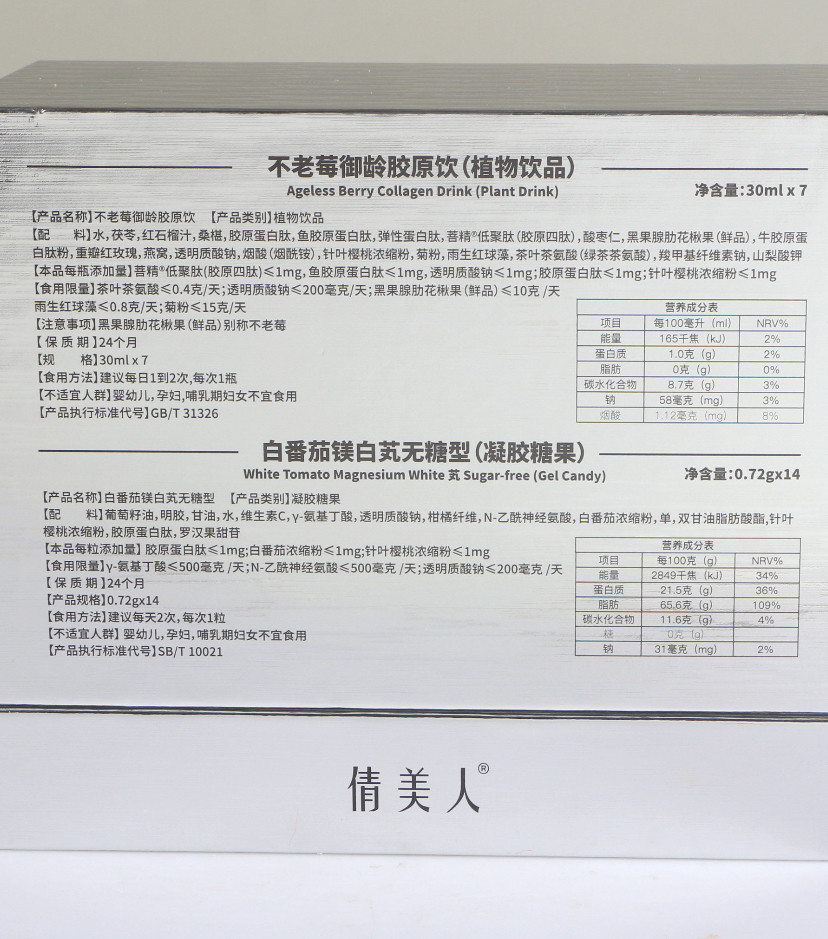 不老莓御龄胶原饮(植物饮品)
Ageless Berry Collagen Drink (Plant Drink)
净含量:30ml x 7
【产品名称】不老莓御龄胶原饮 【产品类别】植物饮品
【配 料】水,茯苓,红石榴汁,桑椹,胶原蛋白肽,鱼胶原蛋白肽,弹性蛋白肽,菩精®低聚肽(胶原四肽),酸枣仁,黑果腺肋花楸果(鲜品),牛胶原蛋
白肽粉,重瓣红玫瑰,燕窝,透明质酸钠,烟酸(烟酰铵),针叶樱桃浓缩粉,菊粉,雨生红球藻,茶叶茶氨酸(绿茶茶氨酸),羧甲基纤维素钠,山梨酸钾
【本品每瓶添加量】菩精®低聚肽(胶原四肽)≤1mg,鱼胶原蛋白肽≤1mg,透明质酸钠≤1mg;胶原蛋白肽≤1mg;针叶樱桃浓缩粉≤1mg
【食用限量】茶叶茶氨酸≤0.4克/天;透明质酸钠≤200毫克/天;黑果腺肋花楸果(鲜品)≤10克 /天
雨生红球藻≤0.8克/天;菊粉≤15克/天
【注意事项】黑果腺肋花楸果(鲜品)别称不老莓
【 保 质 期 】24个月
【规 格】30ml x 7
【食用方法】建议每日1到2次,每次1瓶
【不适宜人群】婴幼儿,孕妇,哺乳期妇女不宜食用
【产品执行标准代号】GB/T 31326
营养成分表
项目 每100毫升 (ml) NRV%
能量 165千焦 (kJ) 2%
蛋白质 1.0克 (g) 2%
脂肪 0克 (g) 0%
碳水化合物 8.7克 (g) 3%
钠 58毫克 (mg) 3%
烟酸 1.12毫克 (mg) 8%
白番茄镁白芄无糖型(凝胶糖果)
White Tomato Magnesium White 芄 Sugar-free (Gel Candy)
净含量:0.72gx14
【产品名称】白番茄镁白芄无糖型 【产品类别】凝胶糖果
【配 料】葡萄籽油,明胶,甘油,水,维生素C,γ-氨基丁酸,透明质酸钠,柑橘纤维,N-乙酰神经氨酸,白番茄浓缩粉,单,双甘油脂肪酸酯,针叶
樱桃浓缩粉,胶原蛋白肽,罗汉果甜苷
【本品每粒添加量】 胶原蛋白肽≤1mg;白番茄浓缩粉≤1mg;针叶樱桃浓缩粉≤1mg
【食用限量】γ-氨基丁酸≤500毫克 /天;N-乙酰神经氨酸≤500毫克 /天;透明质酸钠≤200毫克 /天
【 保 质 期 】24个月
【产品规格】0.72gx14
【食用方法】建议每天2次,每次1粒
【不适宜人群】 婴幼儿,孕妇,哺乳期妇女不宜食用
【产品执行标准代号】SB/T 10021
营养成分表
项目 每100克 (g) NRV%
能量 2849千焦 (kJ) 34%
蛋白质 21.5克 (g) 36%
脂肪 65.6克 (g) 109%
碳水化合物 11.6克 (g) 4%
糖 0克 (g)
钠 31毫克 (mg) 2%
倩美人®